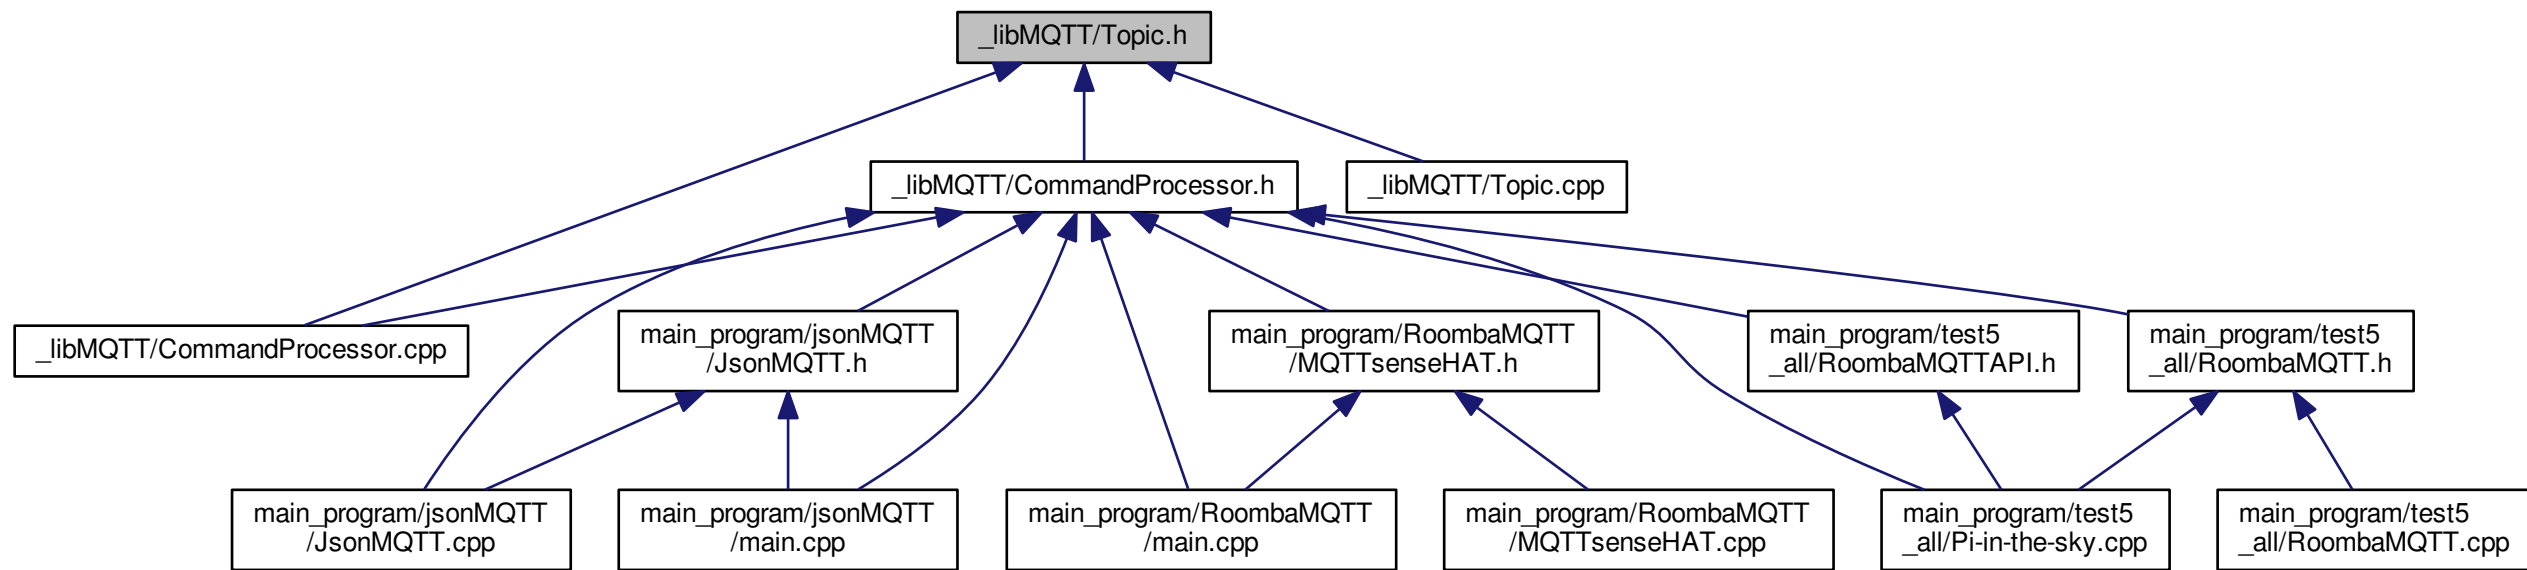 _libMQTT/Topic.h
_libMQTT/CommandProcessor.h
_libMQTT/Topic.cpp
_libMQTT/CommandProcessor.cpp
main_program/jsonMQTT
/JsonMQTT.h
main_program/RoombaMQTT
/MQTTsenseHAT.h
main_program/test5
_all/RoombaMQTTAPI.h
main_program/test5
_all/RoombaMQTT.h
main_program/jsonMQTT
/JsonMQTT.cpp
main_program/jsonMQTT
/main.cpp
main_program/RoombaMQTT
/main.cpp
main_program/RoombaMQTT
/MQTTsenseHAT.cpp
main_program/test5
_all/Pi-in-the-sky.cpp
main_program/test5
_all/RoombaMQTT.cpp